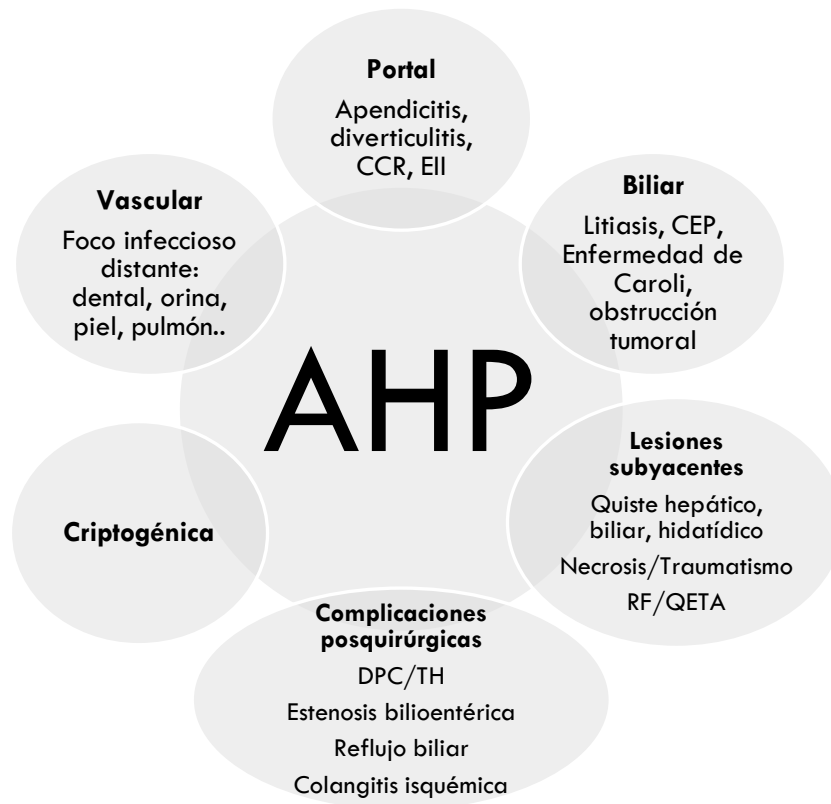 Portal
Apendicitis,
diverticulitis,
CCR, EII
Biliar
Litiasis, CEP,
Enfermedad de
Caroli,
obstrucción
tumoral
Lesiones
subyacentes
Quiste hepático,
biliar, hidatídico
Necrosis/Traumatismo
RF/QETA
Complicaciones
posquirúrgicas
DPC/TH
Estenosis bilioentérica
Reflujo biliar
Colangitis isquémica
Criptogénica
Vascular
Foco infeccioso
distante:
dental, orina,
piel, pulmón..
AHP